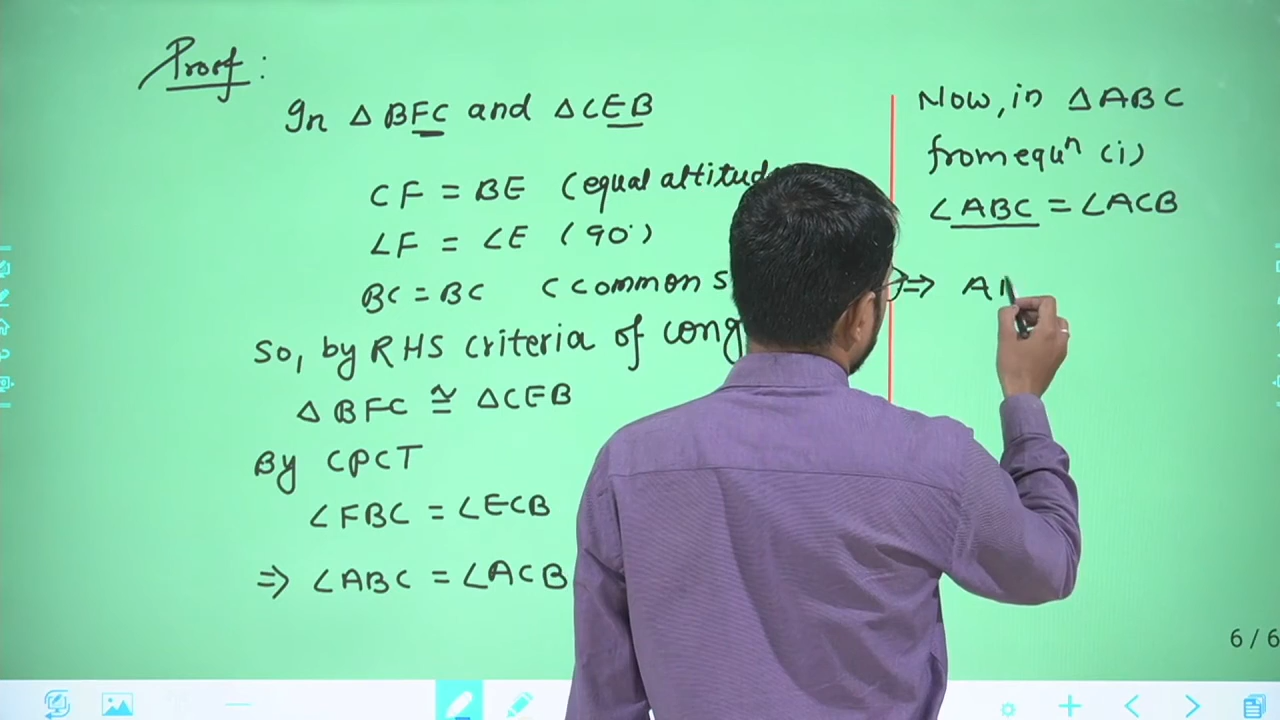 Proof:
In △BFC and △CEB
CF = BE (equal altitud
∠F = ∠E (90°)
BC = BC (common s
So, by RHS criteria of cong
△BFC ≅ △CEB
By CPCT
∠FBC = ∠ECB
⇒ ∠ABC = ∠ACB
Now, in △ABC
from equⁿ (i)
∠ABC = ∠ACB
⇒ A
6/6